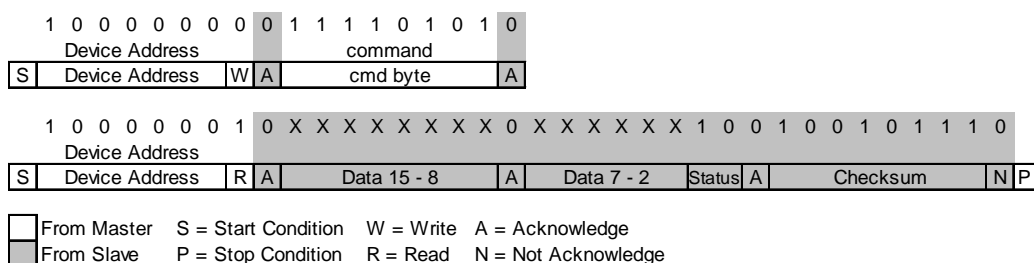 1 0 0 0 0 0 0 0 0 1 1 1 1 0 1 0 1 0
Device Address command
S Device Address W A cmd byte A
1 0 0 0 0 0 0 1 0 X X X X X X X X 0 X X X X X X 1 0 0 1 0 0 1 0 1 1 1 0
Device Address
S Device Address R A Data 15 - 8 A Data 7 - 2 Status A Checksum N P
From Master S = Start Condition W = Write A = Acknowledge
From Slave P = Stop Condition R = Read N = Not Acknowledge